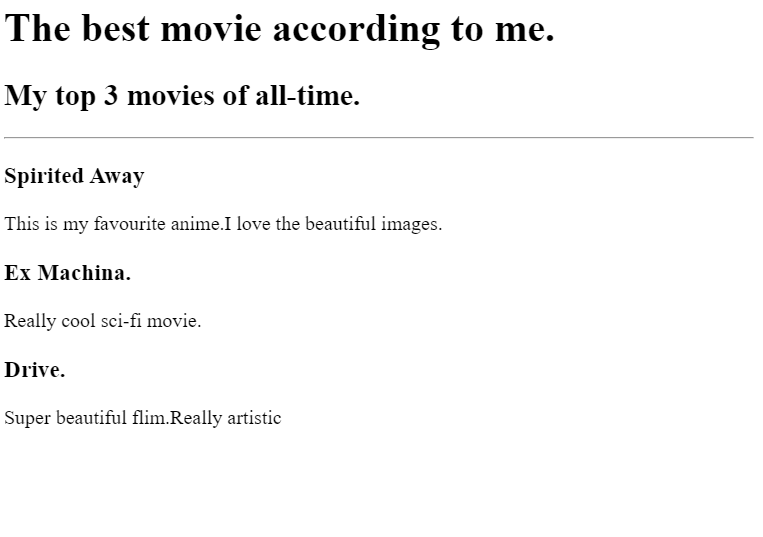 The best movie according to me.
My top 3 movies of all-time.
Spirited Away
This is my favourite anime.I love the beautiful images.
Ex Machina.
Really cool sci-fi movie.
Drive.
Super beautiful flim.Really artistic